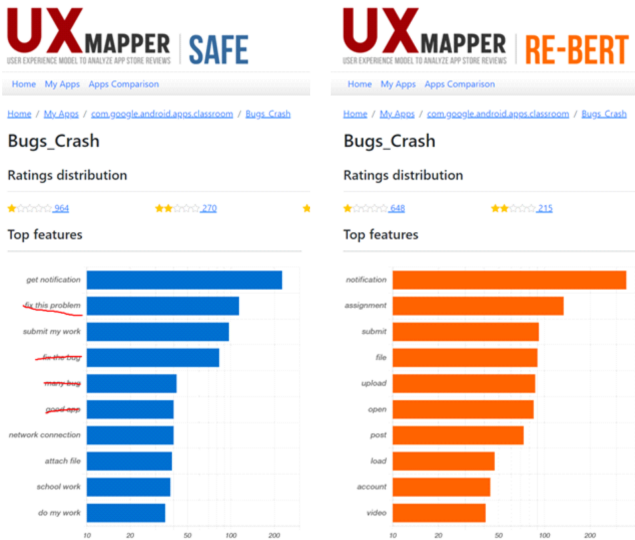 UXMAPPER SAFE
USER EXPERIENCE MODEL TO ANALYZE APP STORE REVIEWS
Home My Apps Apps Comparison
Home / My Apps / com.google.android.apps.classroom / Bugs_Crash
Bugs_Crash
Ratings distribution
964 270
Top features
get notification
fix this problem
submit my work
fix the bug
many bug
good app
network connection
attach file
school work
do my work
10 20 50 100 200
UXMAPPER RE-BERT
USER EXPERIENCE MODEL TO ANALYZE APP STORE REVIEWS
Home My Apps Apps Comparison
Home / My Apps / com.google.android.apps.classroom / Bugs_Crash
Bugs_Crash
Ratings distribution
648 215
Top features
notification
assignment
submit
file
upload
open
post
load
account
video
10 20 50 100 200